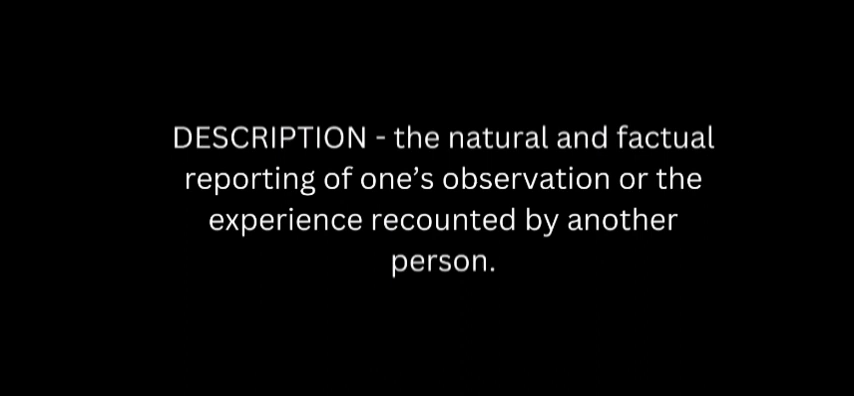 DESCRIPTION - the natural and factual
reporting of one’s observation or the
experience recounted by another
person.